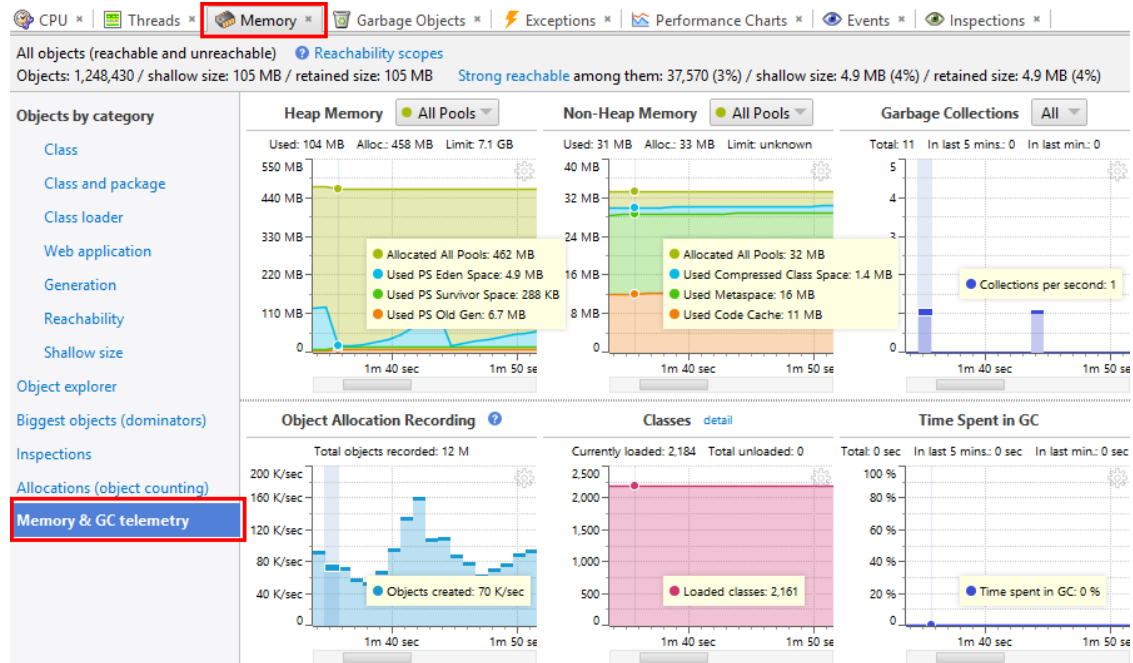 CPU × Threads × Memory × Garbage Objects × Exceptions × Performance Charts × Events × Inspections ×
All objects (reachable and unreachable) ? Reachability scopes
Objects: 1,248,430 / shallow size: 105 MB / retained size: 105 MB Strong reachable among them: 37,570 (3%) / shallow size: 4.9 MB (4%) / retained size: 4.9 MB (4%)
Objects by category
Class
Class and package
Class loader
Web application
Generation
Reachability
Shallow size
Object explorer
Biggest objects (dominators)
Inspections
Allocations (object counting)
Memory & GC telemetry
Heap Memory All Pools
Used: 104 MB Alloc.: 458 MB Limit: 7.1 GB
550 MB
440 MB
330 MB
220 MB
110 MB
0
Allocated All Pools: 462 MB
Used PS Eden Space: 4.9 MB
Used PS Survivor Space: 288 KB
Used PS Old Gen: 6.7 MB
1m 40 sec 1m 50 se
Non-Heap Memory All Pools
Used: 31 MB Alloc.: 33 MB Limit: unknown
40 MB
32 MB
24 MB
16 MB
8 MB
0
Allocated All Pools: 32 MB
Used Compressed Class Space: 1.4 MB
Used Metaspace: 16 MB
Used Code Cache: 11 MB
1m 40 sec 1m 50 se
Garbage Collections All
Total: 11 In last 5 mins.: 0 In last min.: 0
5
4
3
0
Collections per second: 1
1m 40 sec 1m 50 se
Object Allocation Recording ?
Total objects recorded: 12 M
200 K/sec
160 K/sec
120 K/sec
80 K/sec
40 K/sec
0
Objects created: 70 K/sec
1m 40 sec 1m 50 se
Classes detail
Currently loaded: 2,184 Total unloaded: 0
2,500
2,000
1,500
1,000
500
0
Loaded classes: 2,161
1m 40 sec 1m 50 se
Time Spent in GC
Total: 0 sec In last 5 mins.: 0 sec In last min.: 0 sec
100 %
80 %
60 %
40 %
20 %
0
Time spent in GC: 0 %
1m 40 sec 1m 50 se